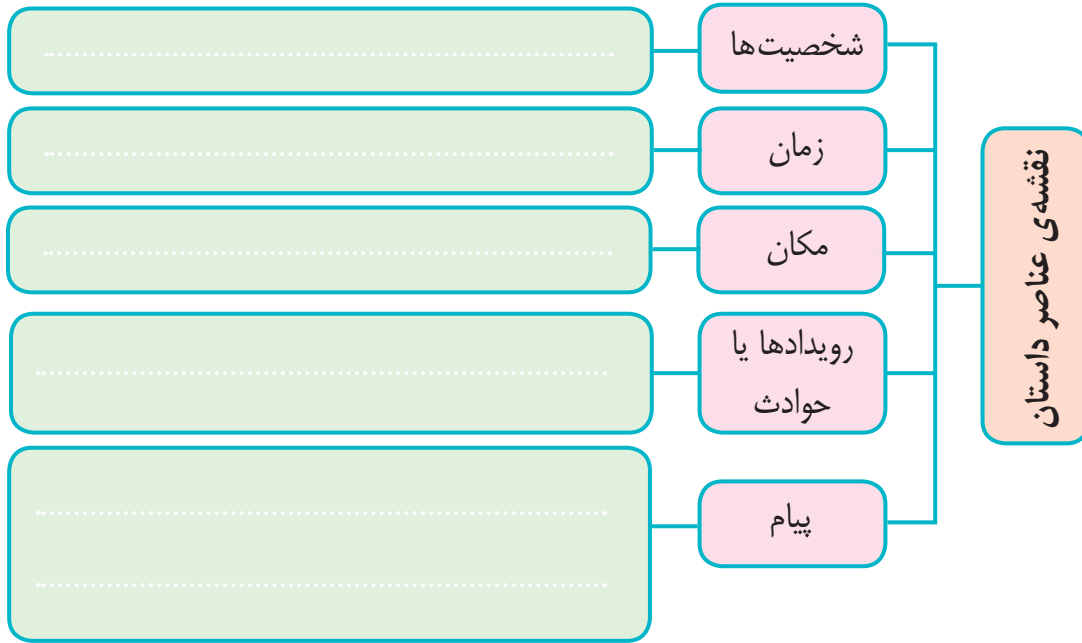 نقشه‌ی عناصر داستان
شخصیت‌ها
زمان
مکان
رویدادها یا
حوادث
پیام